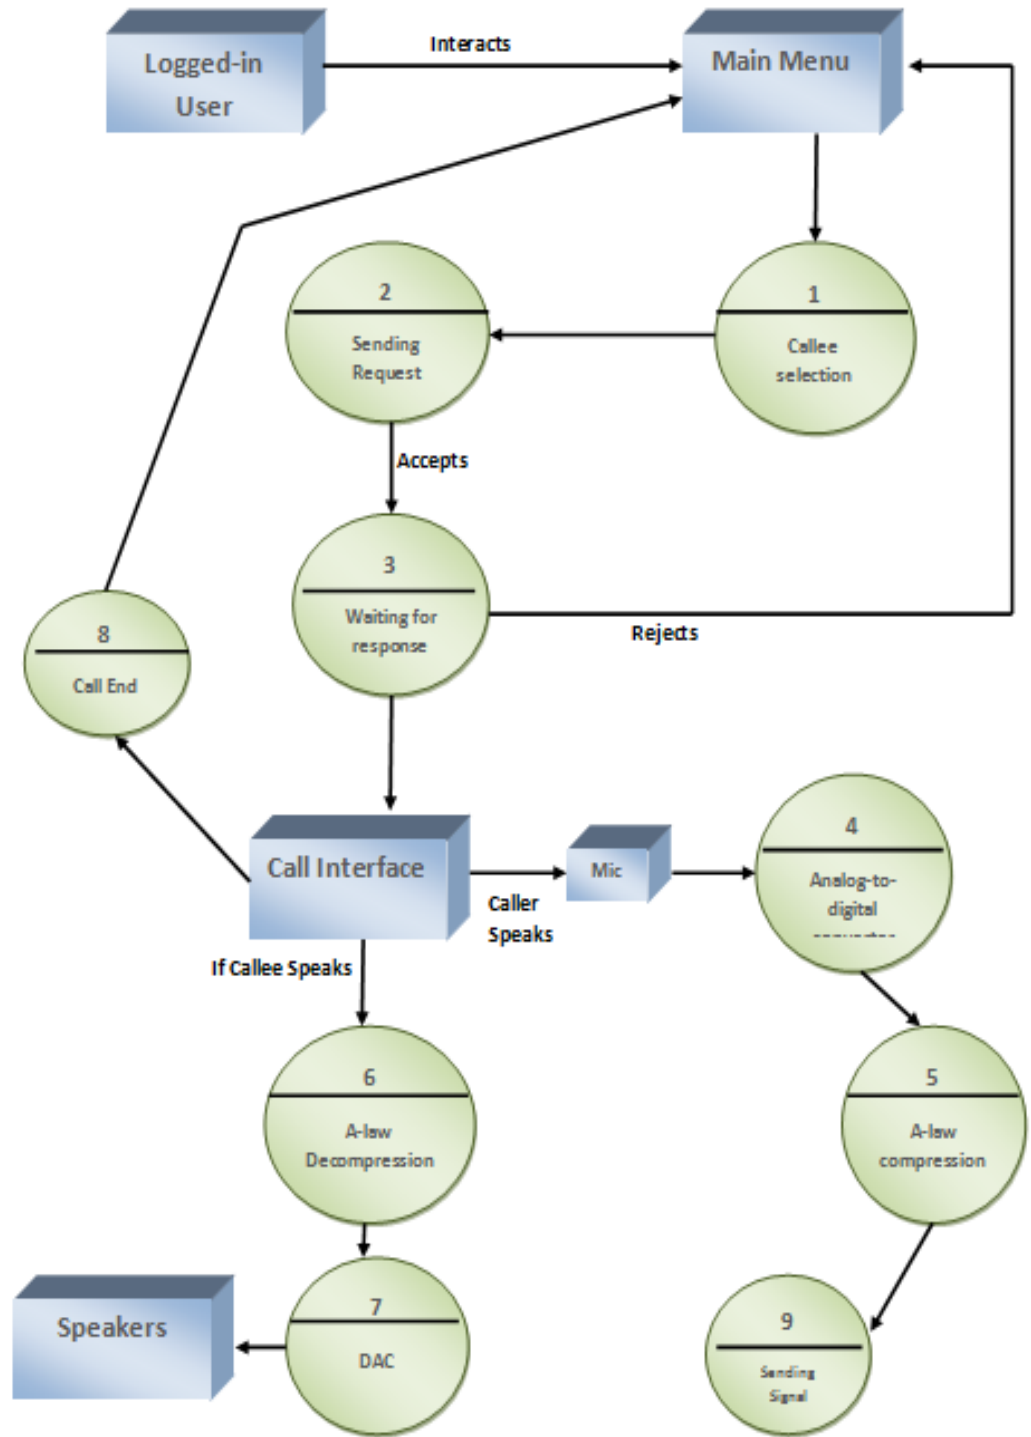 Interacts
Logged-in
User
Main Menu
2
Sending
Request
1
Callee
selection
Accepts
3
Waiting for
response
Rejects
8
Call End
Call Interface
Mic
Caller
Speaks
4
Analog-to-
digital
If Callee Speaks
6
A-law
Decompression
5
A-law
compression
Speakers
7
DAC
9
Sending
Signal